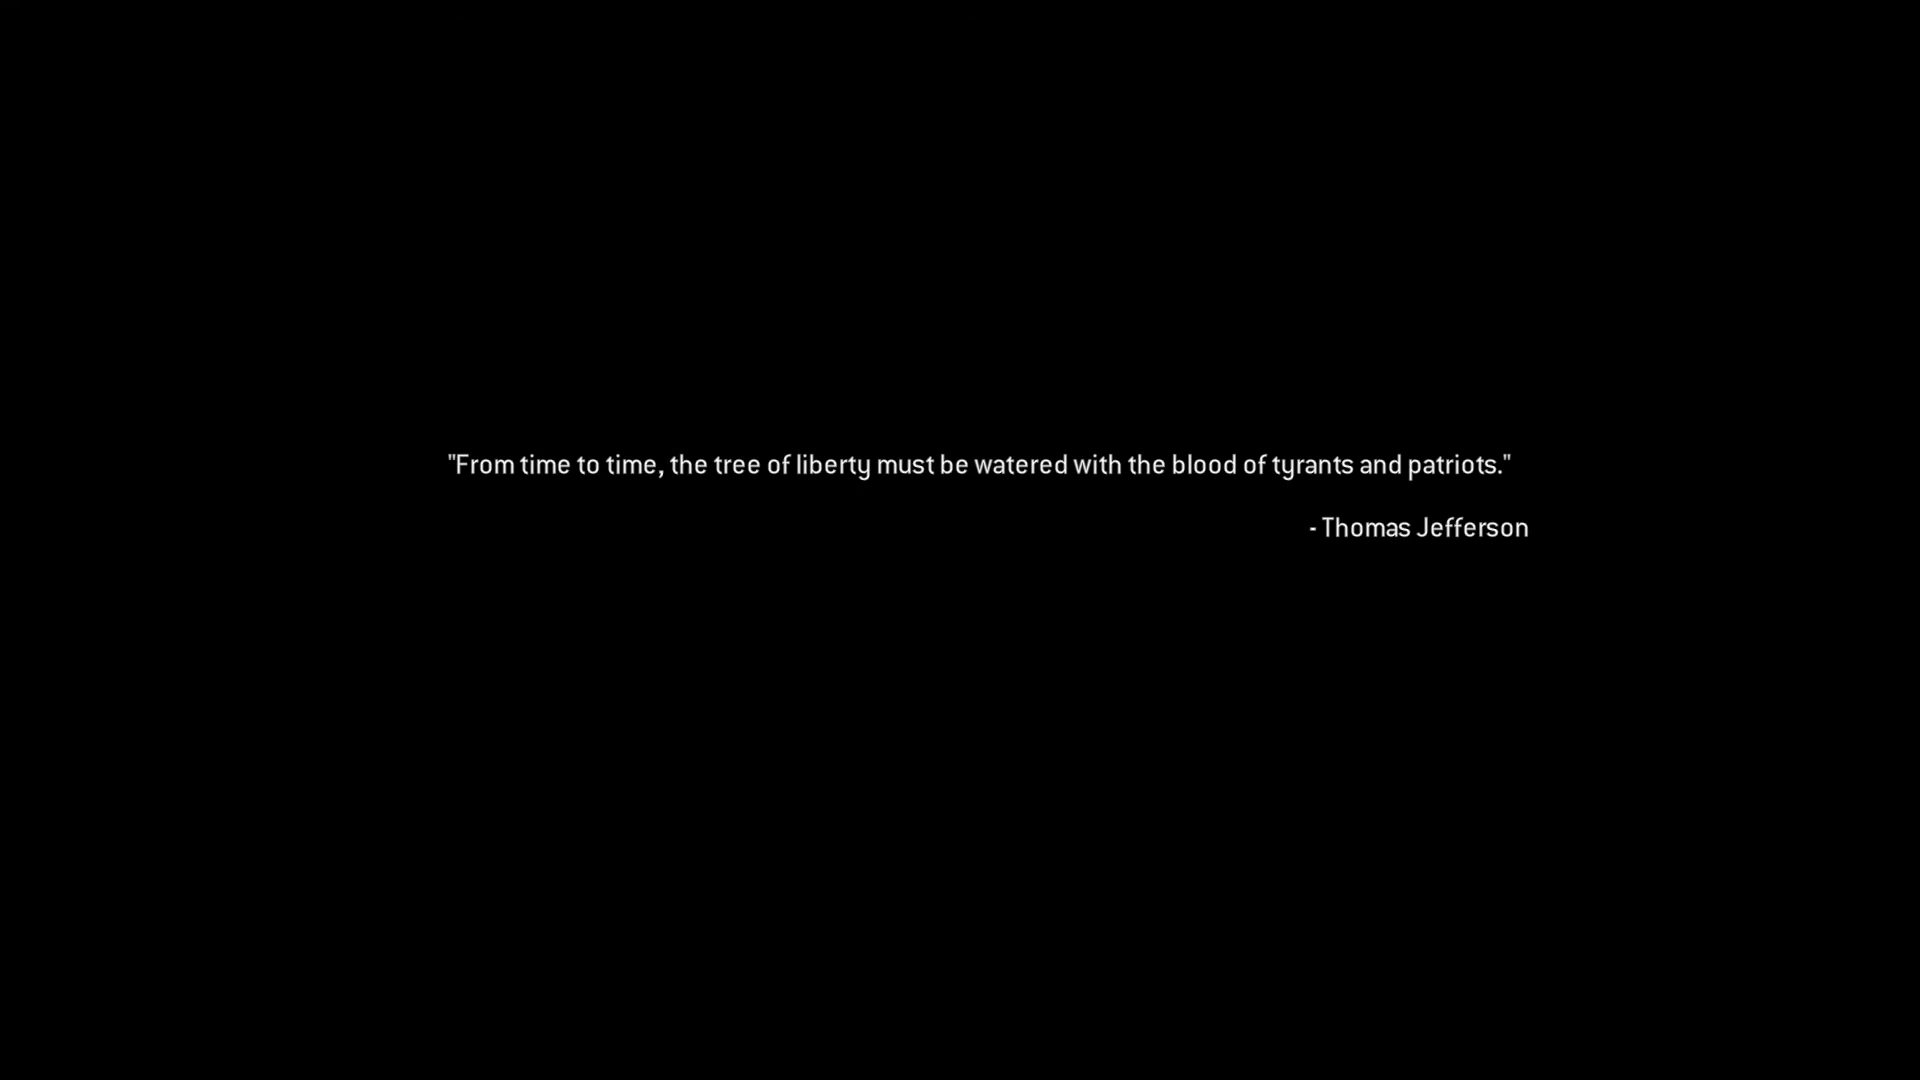 "From time to time, the tree of liberty must be watered with the blood of tyrants and patriots."
- Thomas Jefferson